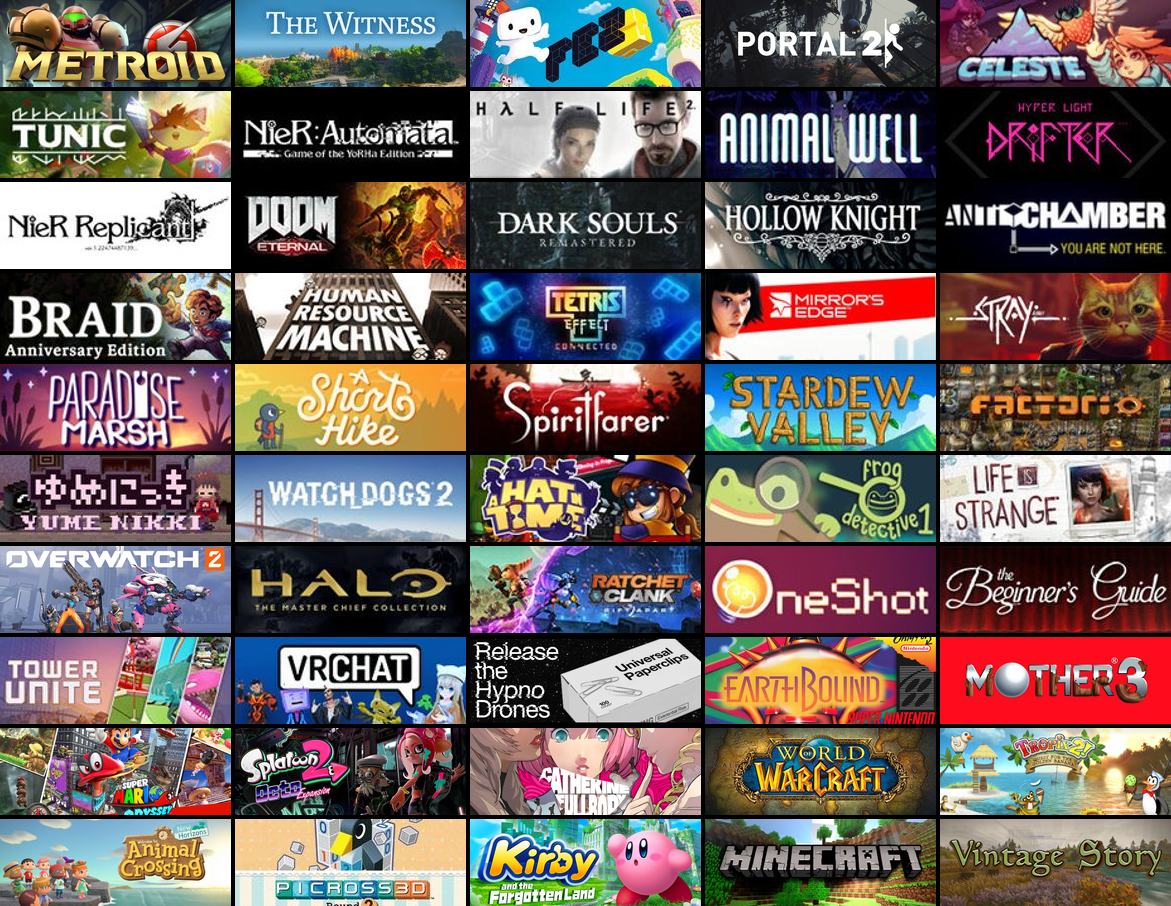 METROID
THE WITNESS
FEZ
PORTAL 2
CELESTE
TUNIC
NieR:Automata
Game of the YoRHa Edition
HALF-LIFE 2
ANIMAL WELL
HYPER LIGHT
DRIFTER
NieR Replicant
ver.1.22474487139...
DOOM
ETERNAL
DARK SOULS
REMASTERED
HOLLOW KNIGHT
ANTICHAMBER
YOU ARE NOT HERE.
BRAID
Anniversary Edition
HUMAN
RESOURCE
MACHINE
TETRIS
EFFECT
CONNECTED
MIRROR'S
EDGE
STRAY
PARADISE
MARSH
A
Short
Hike
Spiritfarer
STARDEW
VALLEY
FACTORIO
ゆめにっき
YUME NIKKI
WATCH_DOGS 2
A HAT IN TIME
frog
detective 1
LIFE IS
STRANGE
OVERWATCH 2
HALO
THE MASTER CHIEF COLLECTION
RATCHET
CLANK
RIFT APART
OneShot
the
Beginner's Guide
TOWER
UNITE
VRCHAT
Release
the
Hypno
Drones
Universal
Paperclips
100
EARTHBOUND
Nintendo
SUPER NINTENDO
MOTHER 3
SUPER
MARIO
ODYSSEY
Splatoon 2
Octo Expansion
CATHERINE
FULL BODY
WORLD
OF
WARCRAFT
TROPIX 2
New
Horizons
Animal
Crossing
PICROSS 3D
Round 2
Kirby
and the
Forgotten Land
MINECRAFT
Vintage Story